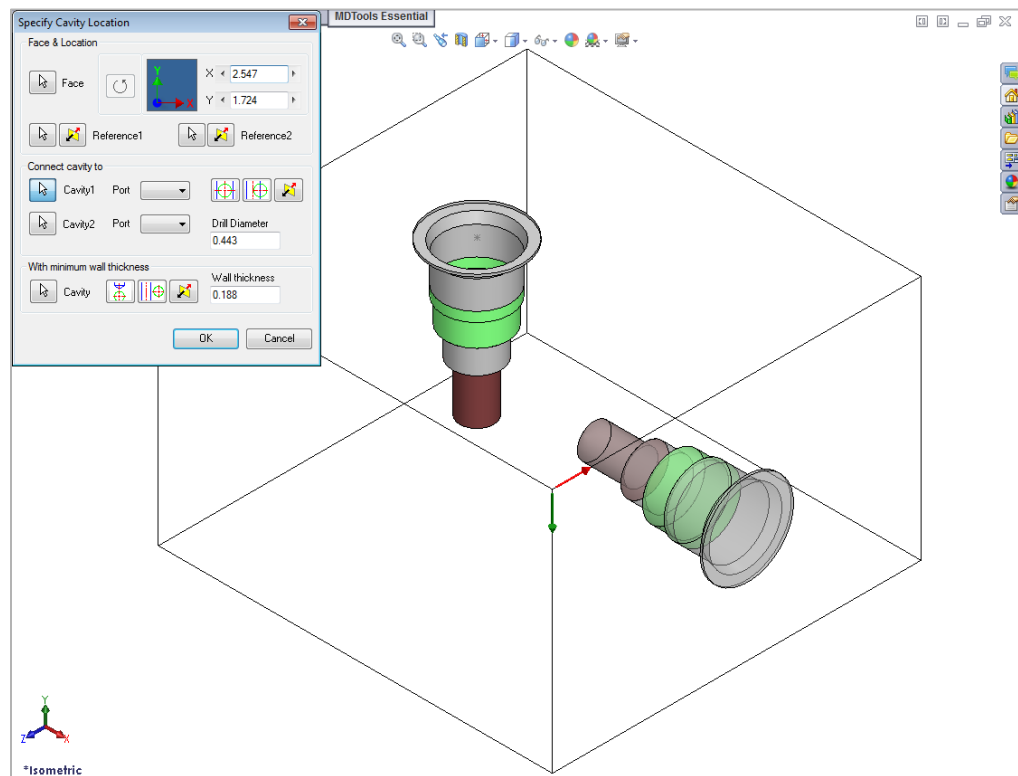 MDTools Essential
Specify Cavity Location
Face & Location
Face
Y
X
X 2.547
Y 1.724
Reference1 Reference2
Connect cavity to
Cavity1 Port
Cavity2 Port
Drill Diameter
0.443
With minimum wall thickness
Cavity
Wall thickness
0.188
OK Cancel
Y
Z X
*Isometric